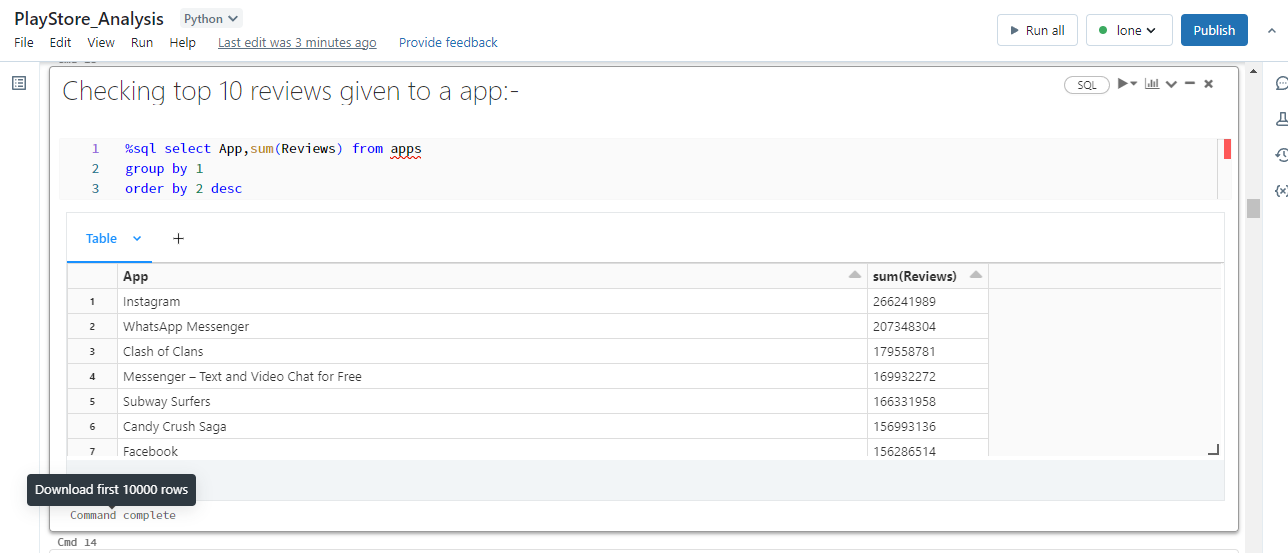 PlayStore_Analysis Python
File Edit View Run Help Last edit was 3 minutes ago Provide feedback
Run all lone Publish
Checking top 10 reviews given to a app:-
SQL
1 %sql select App,sum(Reviews) from apps
2 group by 1
3 order by 2 desc
Table +
App sum(Reviews)
1 Instagram 266241989
2 WhatsApp Messenger 207348304
3 Clash of Clans 179558781
4 Messenger – Text and Video Chat for Free 169932272
5 Subway Surfers 166331958
6 Candy Crush Saga 156993136
7 Facebook 156286514
Download first 10000 rows
Command complete
Cmd 14